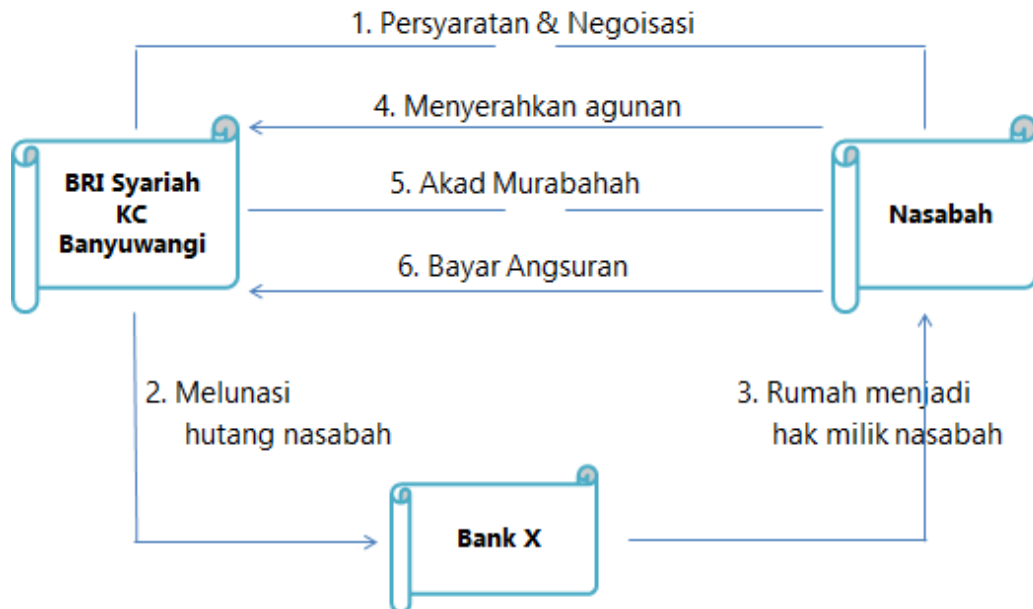 1. Persyaratan & Negoisasi
4. Menyerahkan agunan
BRI Syariah
KC
Banyuwangi
5. Akad Murabahah
Nasabah
6. Bayar Angsuran
2. Melunasi
hutang nasabah
3. Rumah menjadi
hak milik nasabah
Bank X